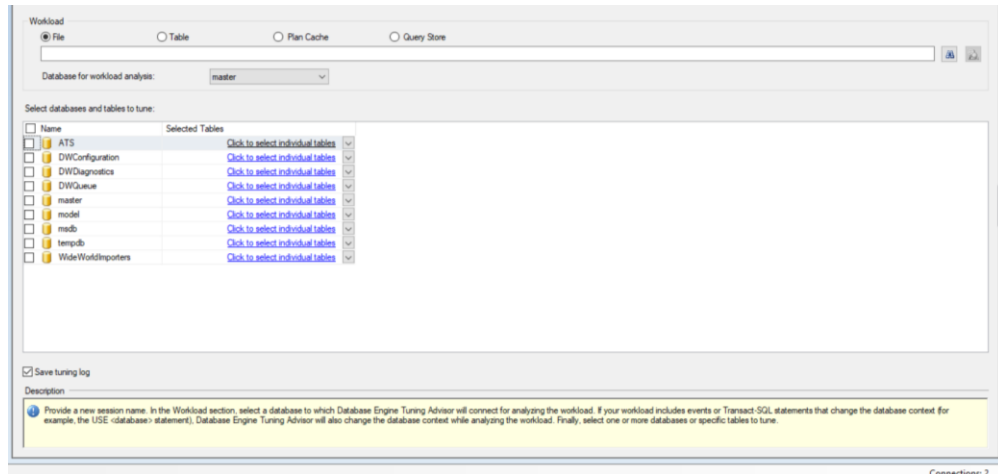 Workload
File Table Plan Cache Query Store
Database for workload analysis: master
Select databases and tables to tune:
Name Selected Tables
ATS Click to select individual tables
DWConfiguration Click to select individual tables
DWDiagnostics Click to select individual tables
DWQueue Click to select individual tables
master Click to select individual tables
model Click to select individual tables
msdb Click to select individual tables
tempdb Click to select individual tables
WideWorldImporters Click to select individual tables
Save tuning log
Description
Provide a new session name. In the Workload section, select a database to which Database Engine Tuning Advisor will connect for analyzing the workload. If your workload includes events or Transact-SQL statements that change the database context (for
example, the USE <database> statement), Database Engine Tuning Advisor will also change the database context while analyzing the workload. Finally, select one or more databases or specific tables to tune.
Connections: 2